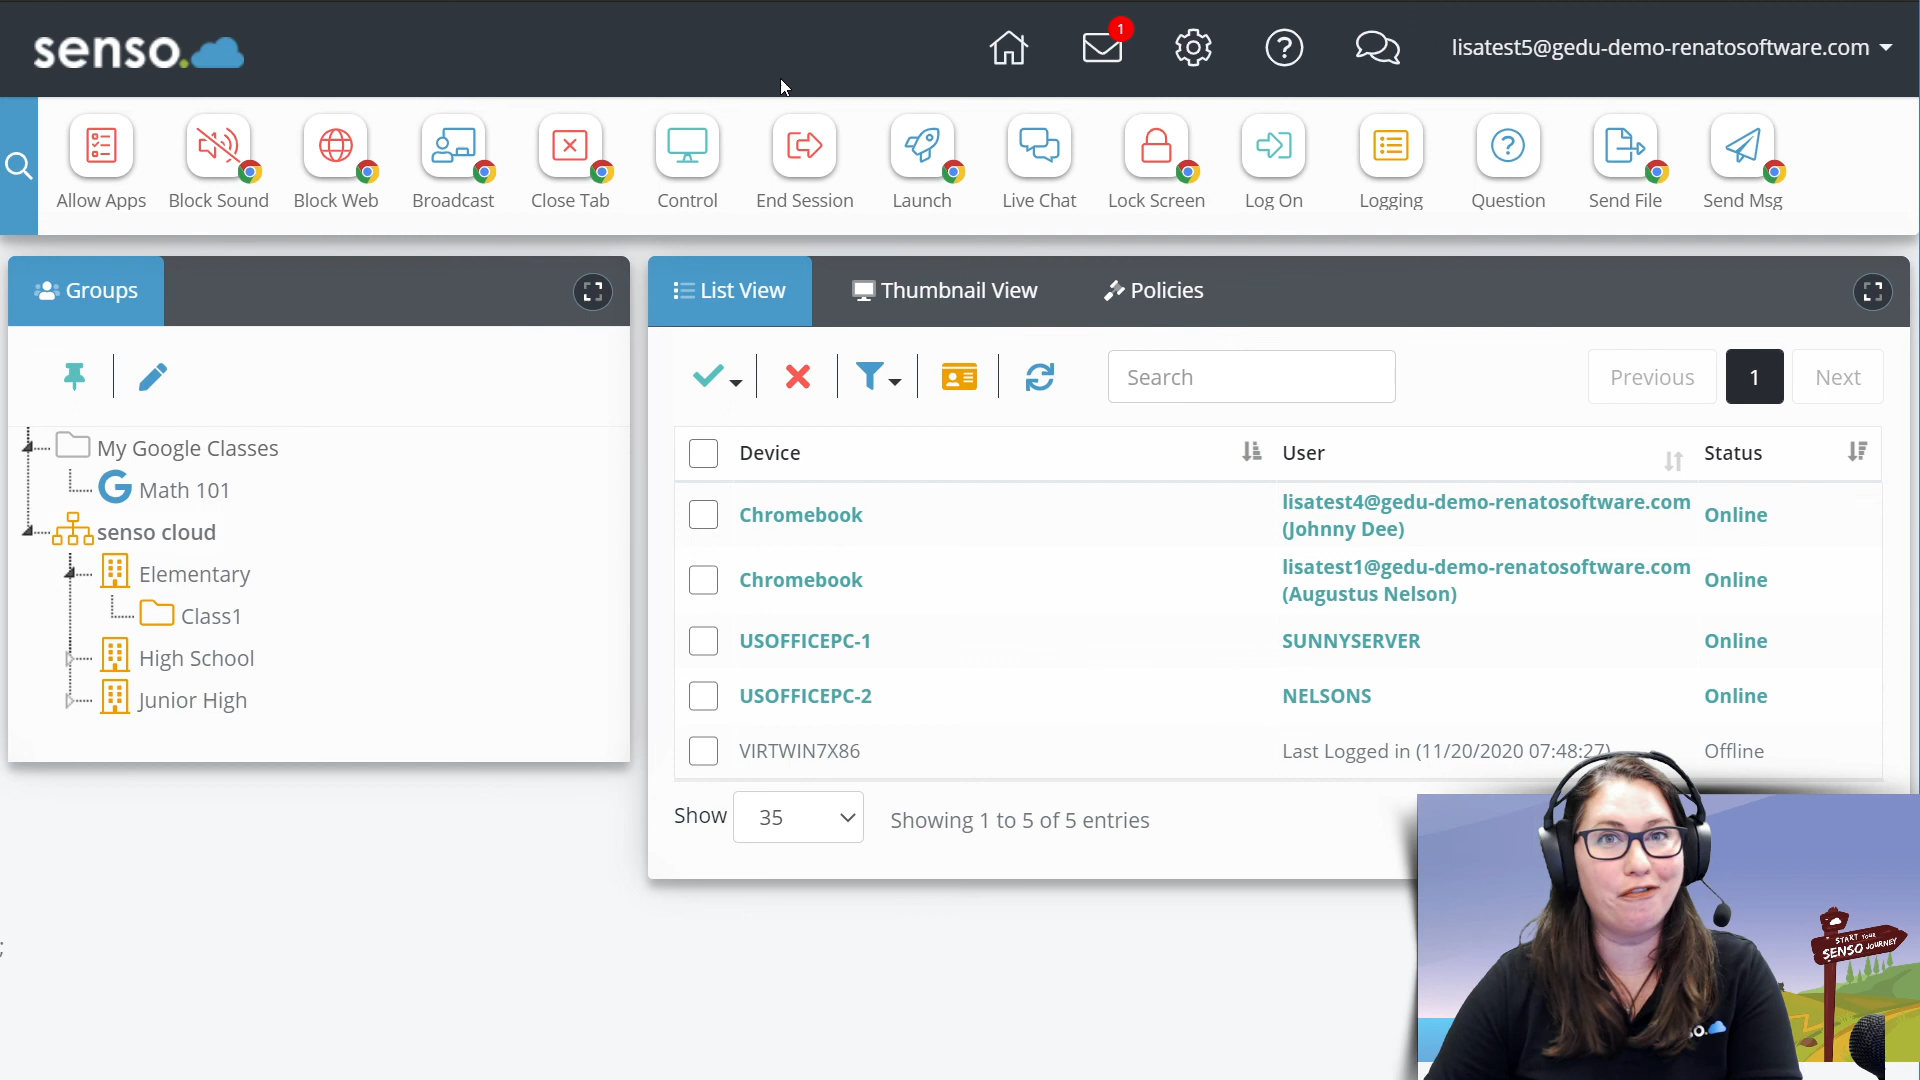 senso.
1
lisatest5@gedu-demo-renatosoftware.com
Allow Apps
Block Sound
Block Web
Broadcast
Close Tab
Control
End Session
Launch
Live Chat
Lock Screen
Log On
Logging
Question
Send File
Send Msg
Groups
List View
Thumbnail View
Policies
Search
Previous
1
Next
My Google Classes
Math 101
senso cloud
Elementary
Class1
High School
Junior High
Device
User
Status
Chromebook
lisatest4@gedu-demo-renatosoftware.com
(Johnny Dee)
Online
Chromebook
lisatest1@gedu-demo-renatosoftware.com
(Augustus Nelson)
Online
USOFFICEPC-1
SUNNYSERVER
Online
USOFFICEPC-2
NELSONS
Online
VIRTWIN7X86
Last Logged in (11/20/2020 07:48:27)
Offline
Show
35
Showing 1 to 5 of 5 entries
;
START YOUR
SENSO JOURNEY